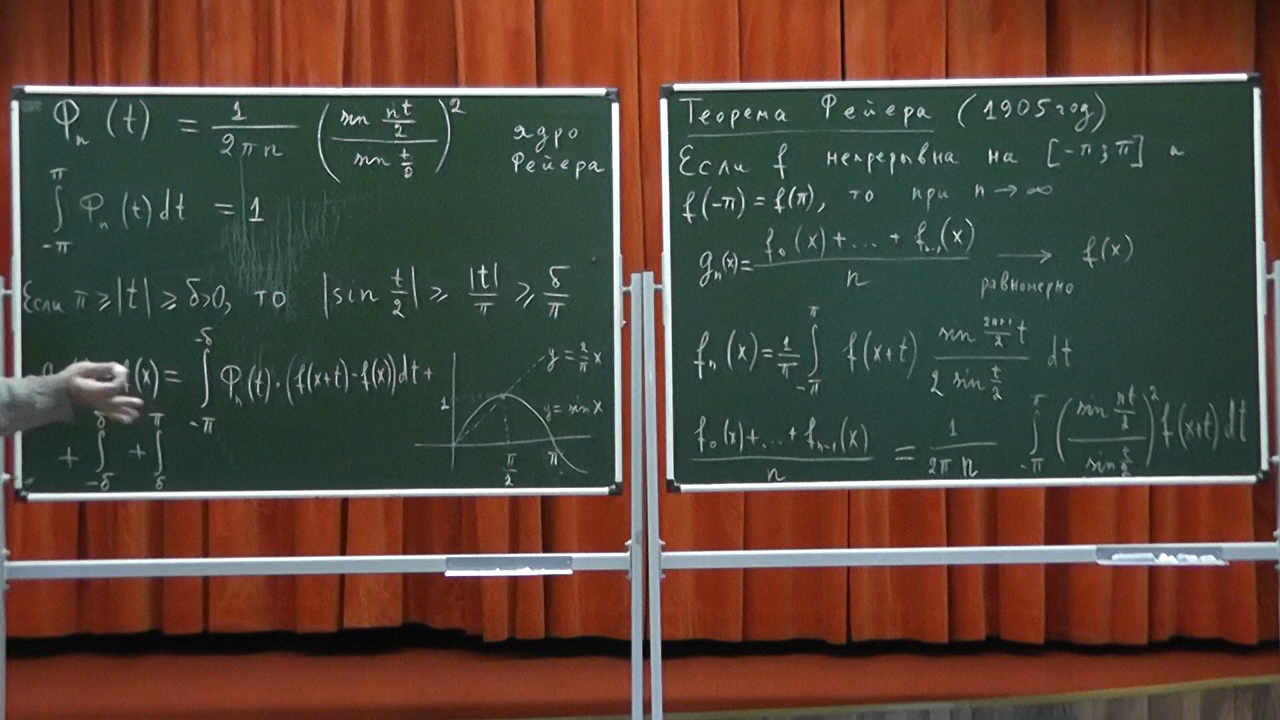 Φₙ(t) = 1/(2πn) (sin(nt/2)/sin(t/2))² ядро Фейера
∫_{-π}^{π} Φₙ(t)dt = 1
Если π ≥ |t| ≥ δ>0, то |sin t/2| ≥ |t|/π ≥ δ/π
f(x) = ∫_{-π}^{-δ} Φₙ(t)·(f(x+t)-f(x))dt +
+ ∫_{-δ}^{δ} + ∫_{δ}^{π}
y = 2/π x
1
y = sin x
π/2 π
Теорема Фейера (1905 год)
Если f непрерывна на [-π; π] и
f(-π) = f(π), то при n → ∞
gₙ(x) = (f₀(x)+...+fₙ₋₁(x))/n → f(x)
равномерно
fₙ(x) = 1/π ∫_{-π}^{π} f(x+t) (sin((2n+1)/2 t))/(2 sin(t/2)) dt
(f₀(x)+...+fₙ₋₁(x))/n = 1/(2πn) ∫_{-π}^{π} (sin(nt/2)/sin(t/2))² f(x+t)dt